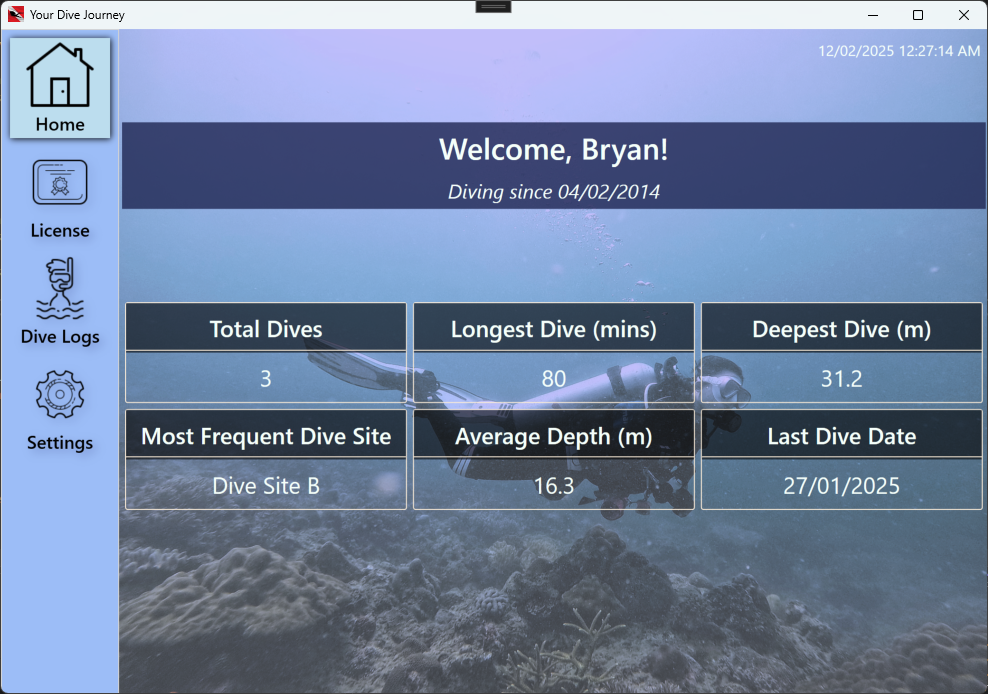 Your Dive Journey
12/02/2025 12:27:14 AM
Home
License
Dive Logs
Settings
Welcome, Bryan!
Diving since 04/02/2014
Total Dives
3
Longest Dive (mins)
80
Deepest Dive (m)
31.2
Most Frequent Dive Site
Dive Site B
Average Depth (m)
16.3
Last Dive Date
27/01/2025